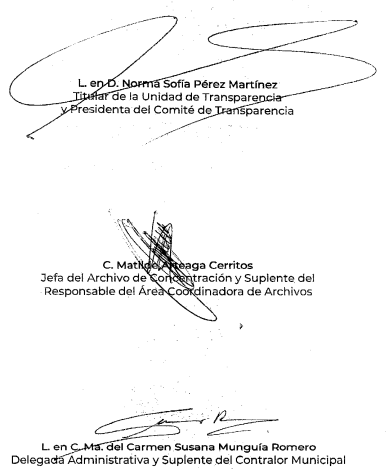 L. en D. Norma Sofía Pérez Martínez
Titular de la Unidad de Transparencia
y Presidenta del Comité de Transparencia
C. Matilde Arteaga Cerritos
Jefa del Archivo de Concentración y Suplente del
Responsable del Área Coordinadora de Archivos
L. en C. Ma. del Carmen Susana Munguía Romero
Delegada Administrativa y Suplente del Contralor Municipal